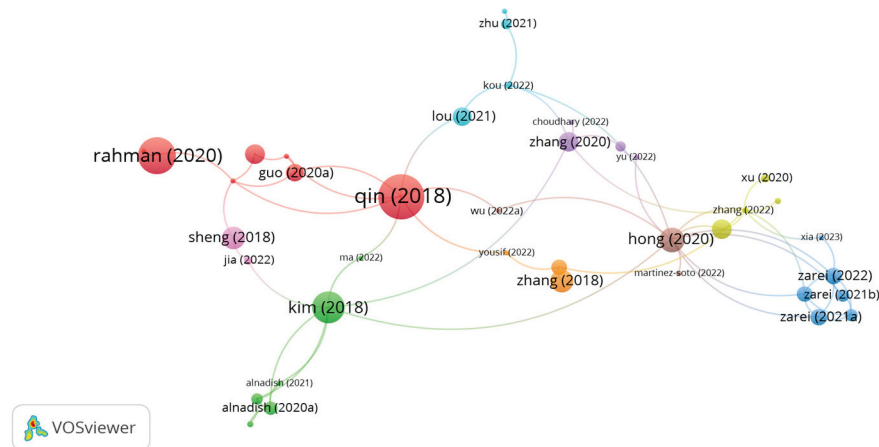 zhu (2021)
kou (2022)
lou (2021)
choudhary (2022)
zhang (2020)
yu (2022)
rahman (2020)
guo (2020a)
xu (2020)
qin (2018)
wu (2022a)
zhang (2022)
sheng (2018)
hong (2020)
xia (2023)
jia (2022)
ma (2022)
yousif (2022)
zhang (2018)
martinez-soto (2022)
zarei (2022)
zarei (2021b)
kim (2018)
zarei (2021a)
alnadish (2021)
alnadish (2020a)
VOSviewer